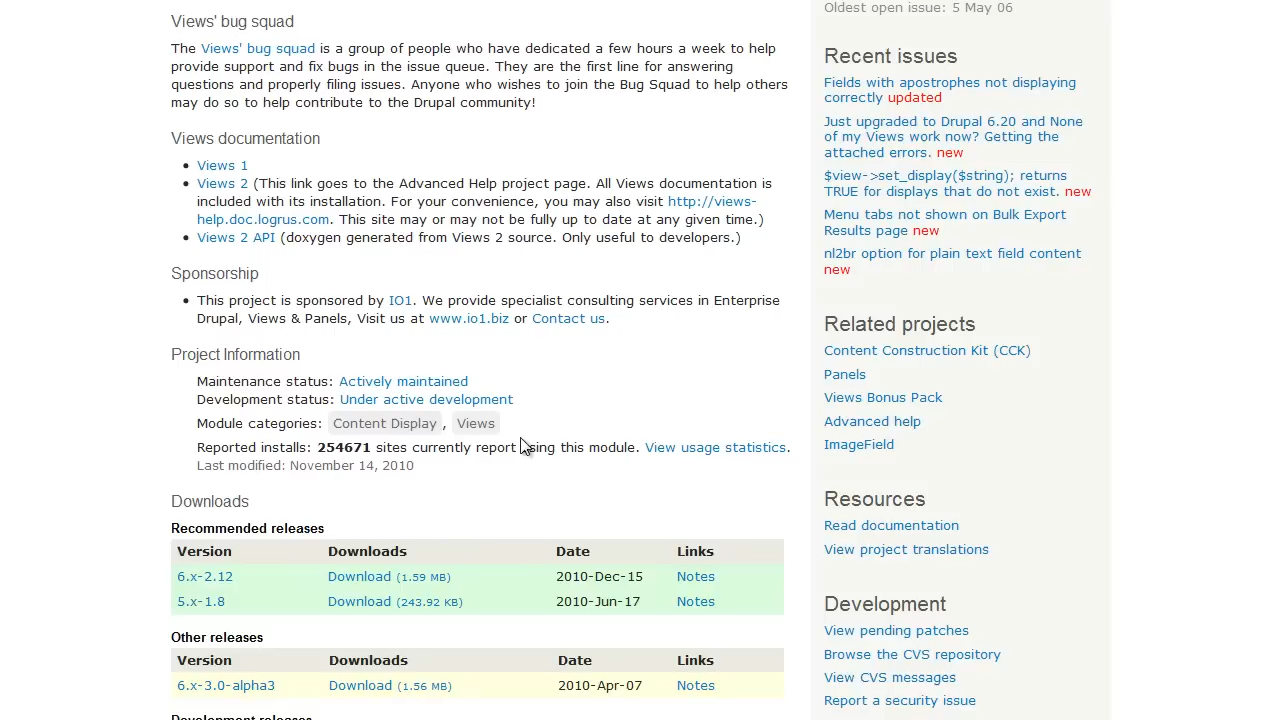 Views' bug squad
The Views' bug squad is a group of people who have dedicated a few hours a week to help
provide support and fix bugs in the issue queue. They are the first line for answering
questions and properly filing issues. Anyone who wishes to join the Bug Squad to help others
may do so to help contribute to the Drupal community!
Views documentation
Views 1
Views 2 (This link goes to the Advanced Help project page. All Views documentation is
included with its installation. For your convenience, you may also visit http://views-
help.doc.logrus.com. This site may or may not be fully up to date at any given time.)
Views 2 API (doxygen generated from Views 2 source. Only useful to developers.)
Sponsorship
This project is sponsored by IO1. We provide specialist consulting services in Enterprise
Drupal, Views & Panels, Visit us at www.io1.biz or Contact us.
Project Information
Maintenance status: Actively maintained
Development status: Under active development
Module categories: Content Display , Views
Reported installs: 254671 sites currently report using this module. View usage statistics.
Last modified: November 14, 2010
Downloads
Recommended releases
Version Downloads Date Links
6.x-2.12 Download (1.59 MB) 2010-Dec-15 Notes
5.x-1.8 Download (243.92 KB) 2010-Jun-17 Notes
Other releases
Version Downloads Date Links
6.x-3.0-alpha3 Download (1.56 MB) 2010-Apr-07 Notes
Development releases
Oldest open issue: 5 May 06
Recent issues
Fields with apostrophes not displaying
correctly updated
Just upgraded to Drupal 6.20 and None
of my Views work now? Getting the
attached errors. new
$view->set_display($string); returns
TRUE for displays that do not exist. new
Menu tabs not shown on Bulk Export
Results page new
nl2br option for plain text field content
new
Related projects
Content Construction Kit (CCK)
Panels
Views Bonus Pack
Advanced help
ImageField
Resources
Read documentation
View project translations
Development
View pending patches
Browse the CVS repository
View CVS messages
Report a security issue